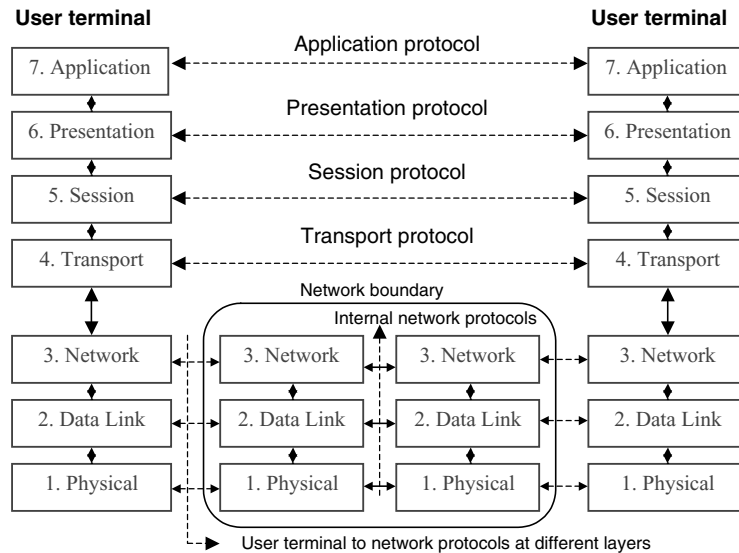 User terminal
User terminal
Application protocol
7. Application
7. Application
Presentation protocol
6. Presentation
6. Presentation
Session protocol
5. Session
5. Session
Transport protocol
4. Transport
4. Transport
Network boundary
Internal network protocols
3. Network
3. Network
3. Network
3. Network
2. Data Link
2. Data Link
2. Data Link
2. Data Link
1. Physical
1. Physical
1. Physical
1. Physical
User terminal to network protocols at different layers